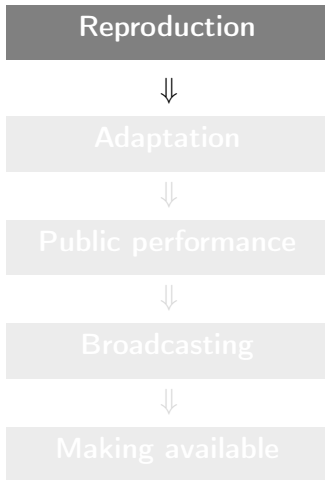 Reproduction
⇓
Adaptation
⇓
Public performance
⇓
Broadcasting
⇓
Making available